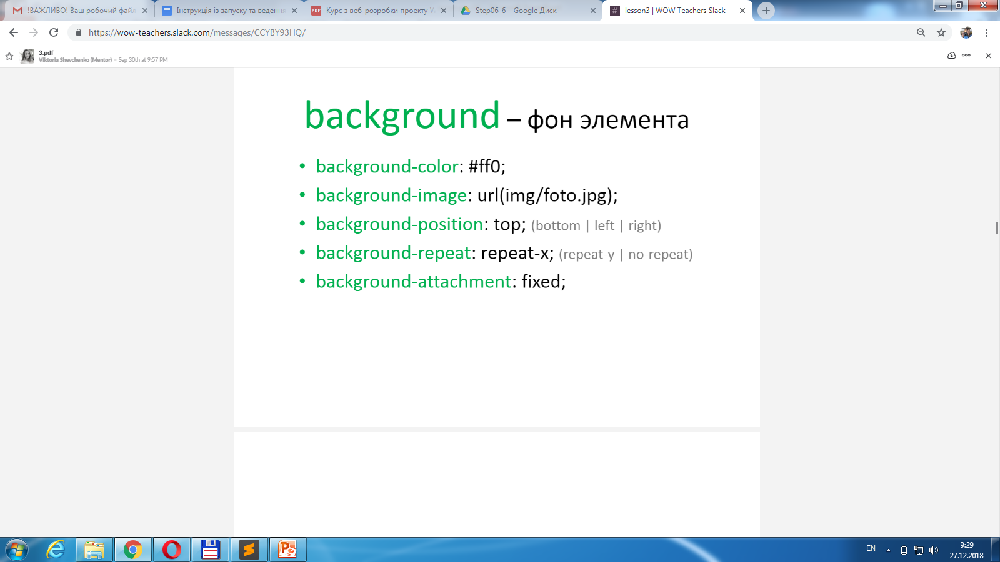 !ВАЖЛИВО! Ваш робочий файл
Інструкція із запуску та ведення
Курс з веб-розробки проекту W
Step06_6 – Google Диск
lesson3 | WOW Teachers Slack
https://wow-teachers.slack.com/messages/CCYBY93HQ/
3.pdf
Viktoria Shevchenko (Mentor) Sep 30th at 9:57 PM
background – фон элемента
• background-color: #ff0;
• background-image: url(img/foto.jpg);
• background-position: top; (bottom | left | right)
• background-repeat: repeat-x; (repeat-y | no-repeat)
• background-attachment: fixed;
EN
9:29
27.12.2018